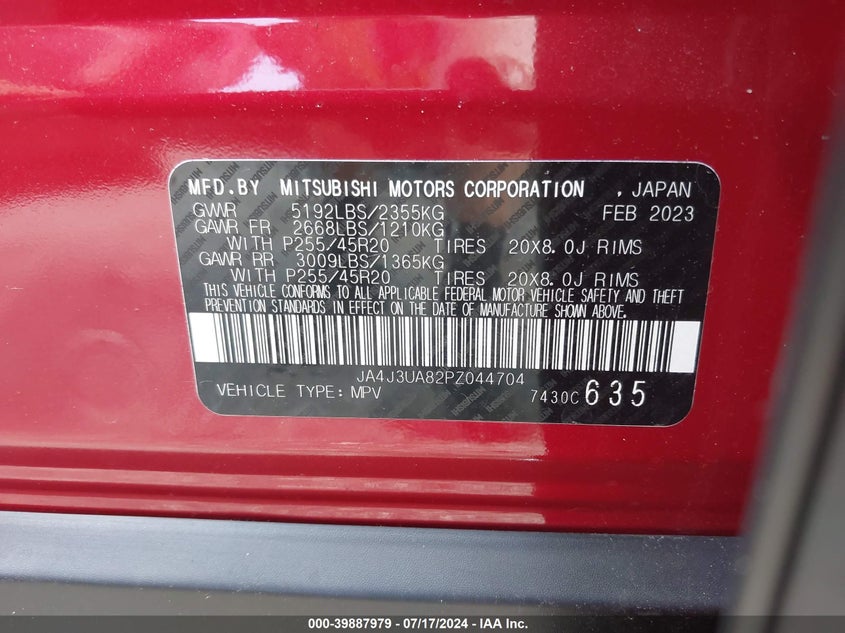 MFD.BY MITSUBISHI MOTORS CORPORATION , JAPAN
GVWR 5192LBS/2355KG FEB 2023
GAWR FR 2668LBS/1210KG
WITH P255/45R20 TIRES 20X8.0J RIMS
GAWR RR 3009LBS/1365KG
WITH P255/45R20 TIRES 20X8.0J RIMS
THIS VEHICLE CONFORMS TO ALL APPLICABLE FEDERAL MOTOR VEHICLE SAFETY AND THEFT
PREVENTION STANDARDS IN EFFECT ON THE DATE OF MANUFACTURE SHOWN ABOVE.
JA4J3UA82PZ044704
VEHICLE TYPE: MPV 7430C 635
000-39887979 / 07/17/2024 / IAA Inc.